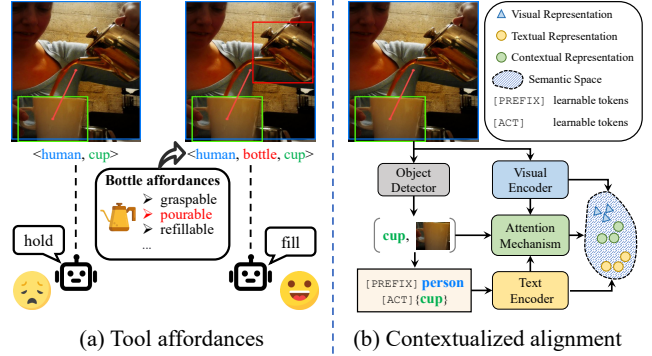 <human, cup>
<human, bottle, cup>
Bottle affordances
➢ graspable
➢ pourable
➢ refillable
...
hold
fill
(a) Tool affordances
Visual Representation
Textual Representation
Contextual Representation
Semantic Space
[PREFIX] learnable tokens
[ACT] learnable tokens
Object
Detector
Visual
Encoder
cup,
Attention
Mechanism
[PREFIX] person
[ACT]{cup}
Text
Encoder
(b) Contextualized alignment